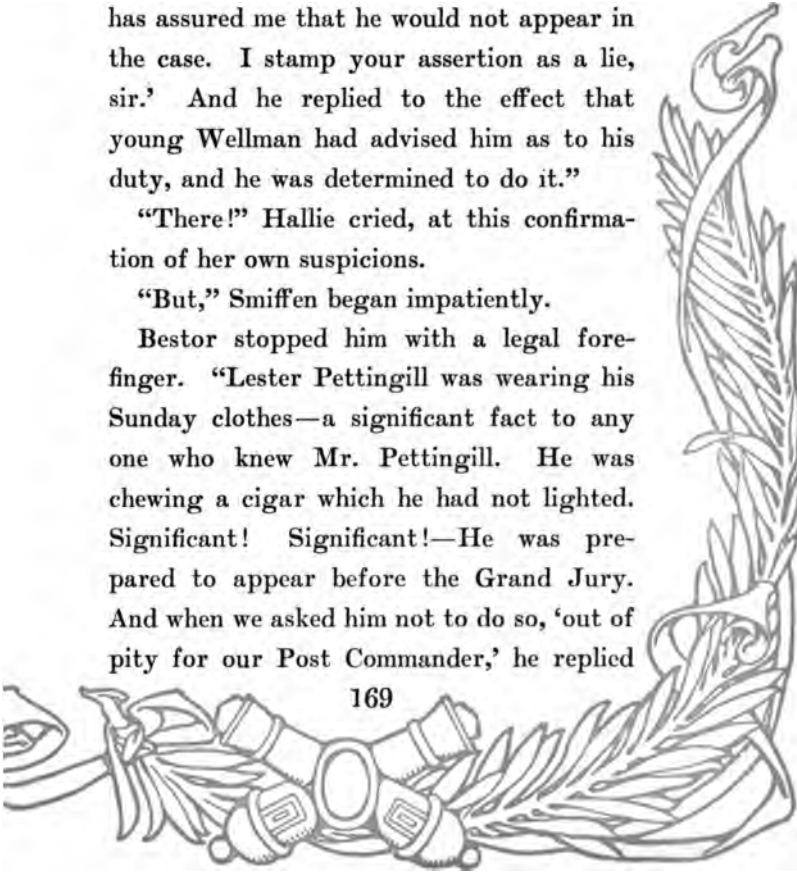 has assured me that he would not appear in
the case. I stamp your assertion as a lie,
sir.’ And he replied to the effect that
young Wellman had advised him as to his
duty, and he was determined to do it.”
“There!” Hallie cried, at this confirma-
tion of her own suspicions.
“But,” Smiffen began impatiently.
Bestor stopped him with a legal fore-
finger. “Lester Pettingill was wearing his
Sunday clothes—a significant fact to any
one who knew Mr. Pettingill. He was
chewing a cigar which he had not lighted.
Significant! Significant!—He was pre-
pared to appear before the Grand Jury.
And when we asked him not to do so, ‘out of
pity for our Post Commander,’ he replied
169